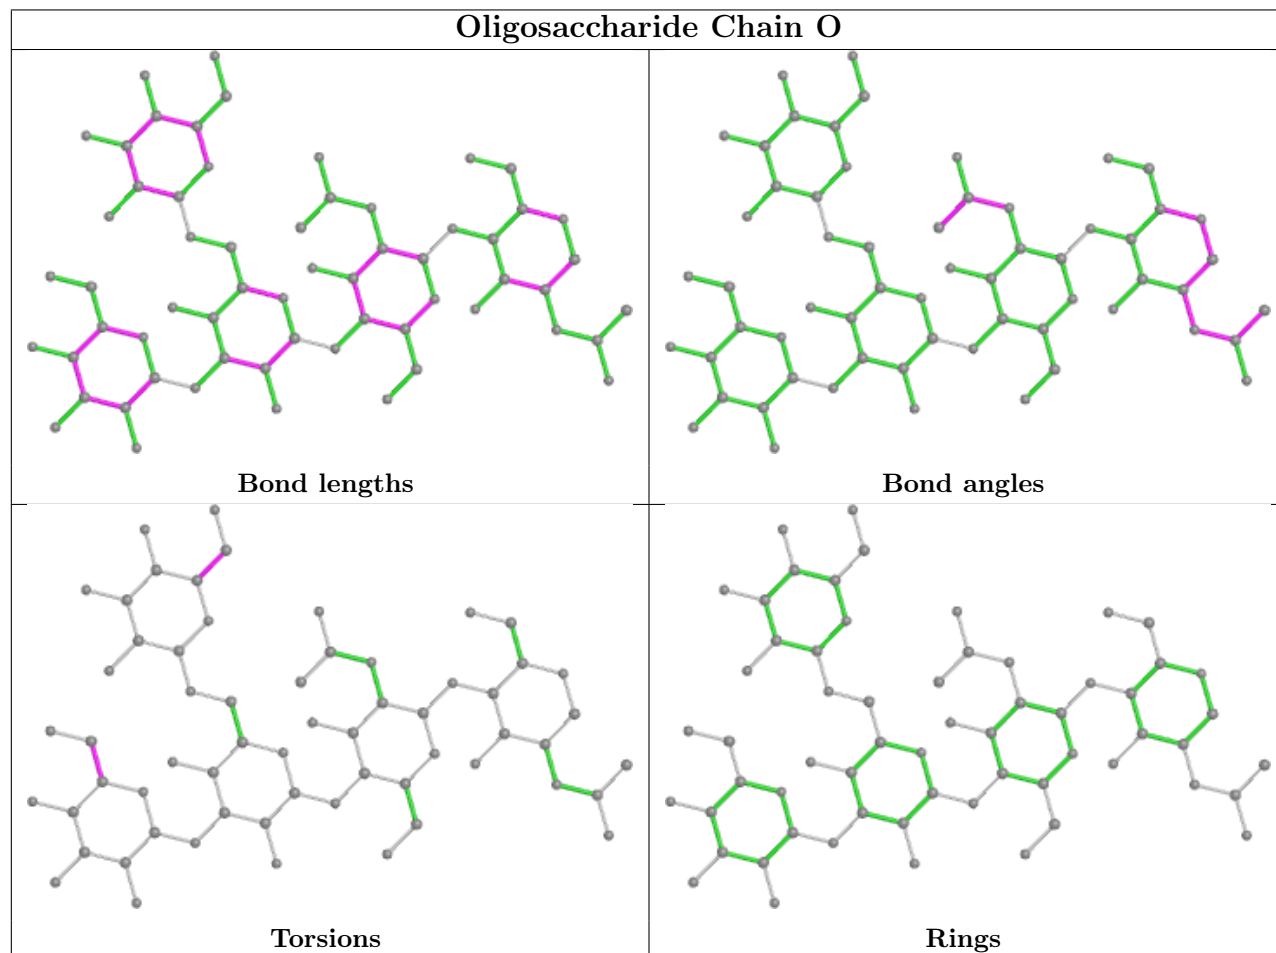 Oligosaccharide Chain O
Bond lengths
Bond angles
Torsions
Rings